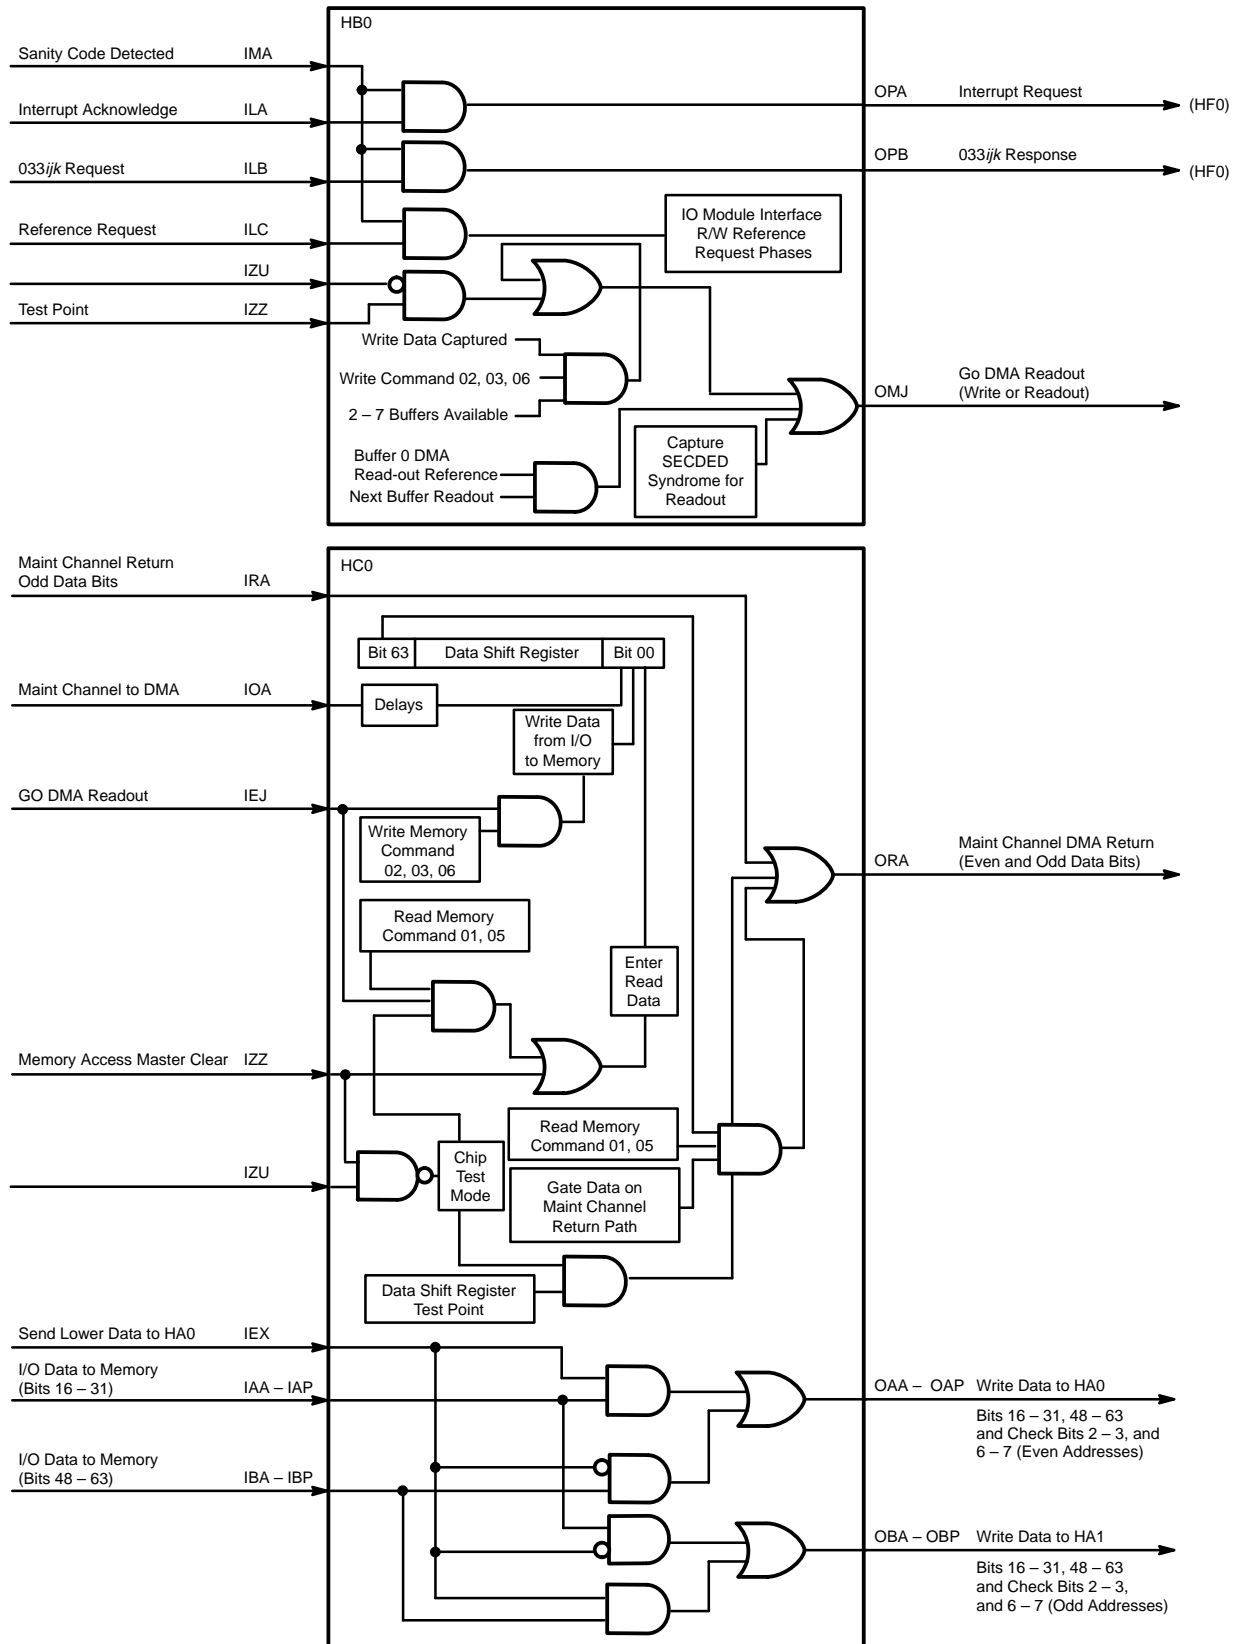 HB0
Sanity Code Detected IMA
Interrupt Acknowledge ILA
OPA Interrupt Request
(HF0)
033ijk Request ILB
OPB 033ijk Response
(HF0)
Reference Request ILC
IO Module Interface
R/W Reference
Request Phases
IZU
Test Point IZZ
Write Data Captured
Write Command 02, 03, 06
2 – 7 Buffers Available
OMJ Go DMA Readout
(Write or Readout)
Buffer 0 DMA
Read-out Reference
Next Buffer Readout
Capture
SECDED
Syndrome for
Readout
HC0
Maint Channel Return
Odd Data Bits IRA
Bit 63 Data Shift Register Bit 00
Maint Channel to DMA IOA
Delays
Write Data
from I/O
to Memory
GO DMA Readout IEJ
Write Memory
Command
02, 03, 06
ORA Maint Channel DMA Return
(Even and Odd Data Bits)
Read Memory
Command 01, 05
Enter
Read
Data
Memory Access Master Clear IZZ
Read Memory
Command 01, 05
Chip
Test
Mode
IZU
Gate Data on
Maint Channel
Return Path
Data Shift Register
Test Point
Send Lower Data to HA0 IEX
I/O Data to Memory
(Bits 16 – 31) IAA – IAP
OAA – OAP Write Data to HA0
Bits 16 – 31, 48 – 63
and Check Bits 2 – 3, and
6 – 7 (Even Addresses)
I/O Data to Memory
(Bits 48 – 63) IBA – IBP
OBA – OBP Write Data to HA1
Bits 16 – 31, 48 – 63
and Check Bits 2 – 3,
and 6 – 7 (Odd Addresses)